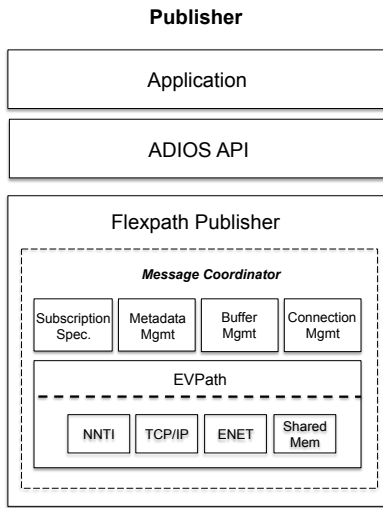 Publisher
Application
ADIOS API
Flexpath Publisher
Message Coordinator
Subscription Spec.
Metadata Mgmt
Buffer Mgmt
Connection Mgmt
EVPath
NNTI
TCP/IP
ENET
Shared Mem